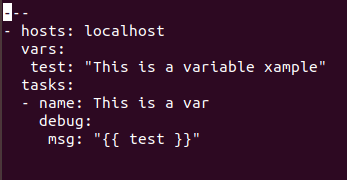 ---
- hosts: localhost
  vars:
   test: "This is a variable xample"
  tasks:
  - name: This is a var
    debug:
     msg: "{{ test }}"